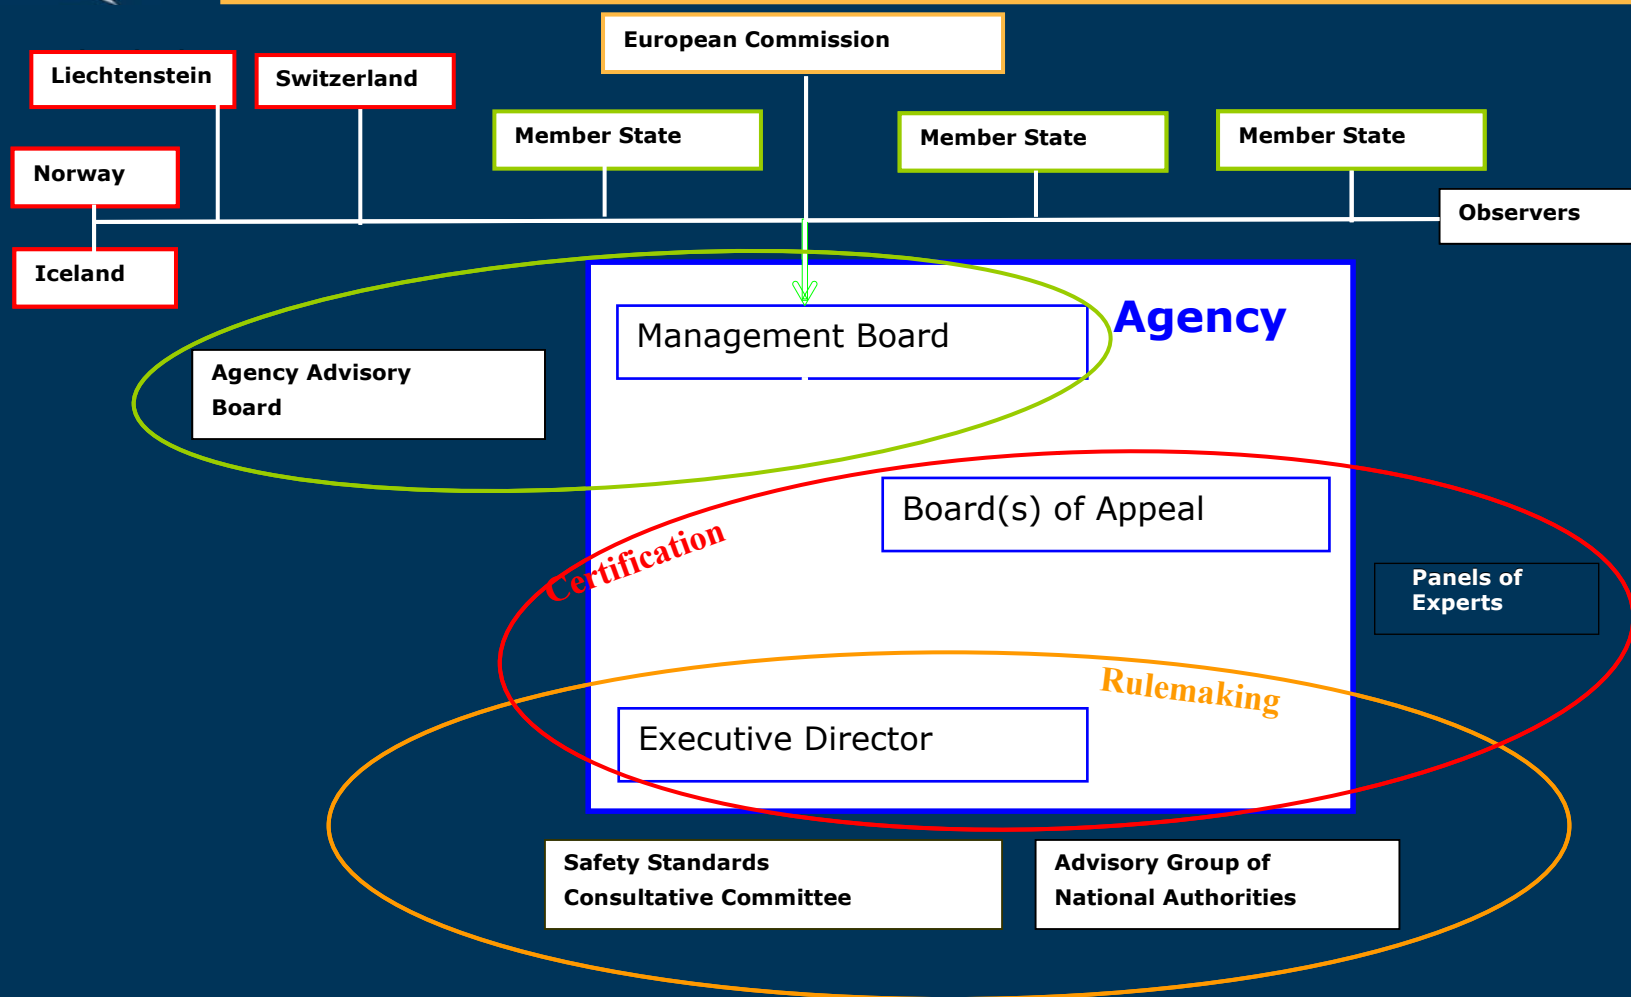 European Commission
Liechtenstein
Switzerland
Member State
Member State
Member State
Norway
Observers
Iceland
Agency
Management Board
Agency Advisory
Board
Board(s) of Appeal
Certification
Panels of
Experts
Rulemaking
Executive Director
Safety Standards
Consultative Committee
Advisory Group of
National Authorities